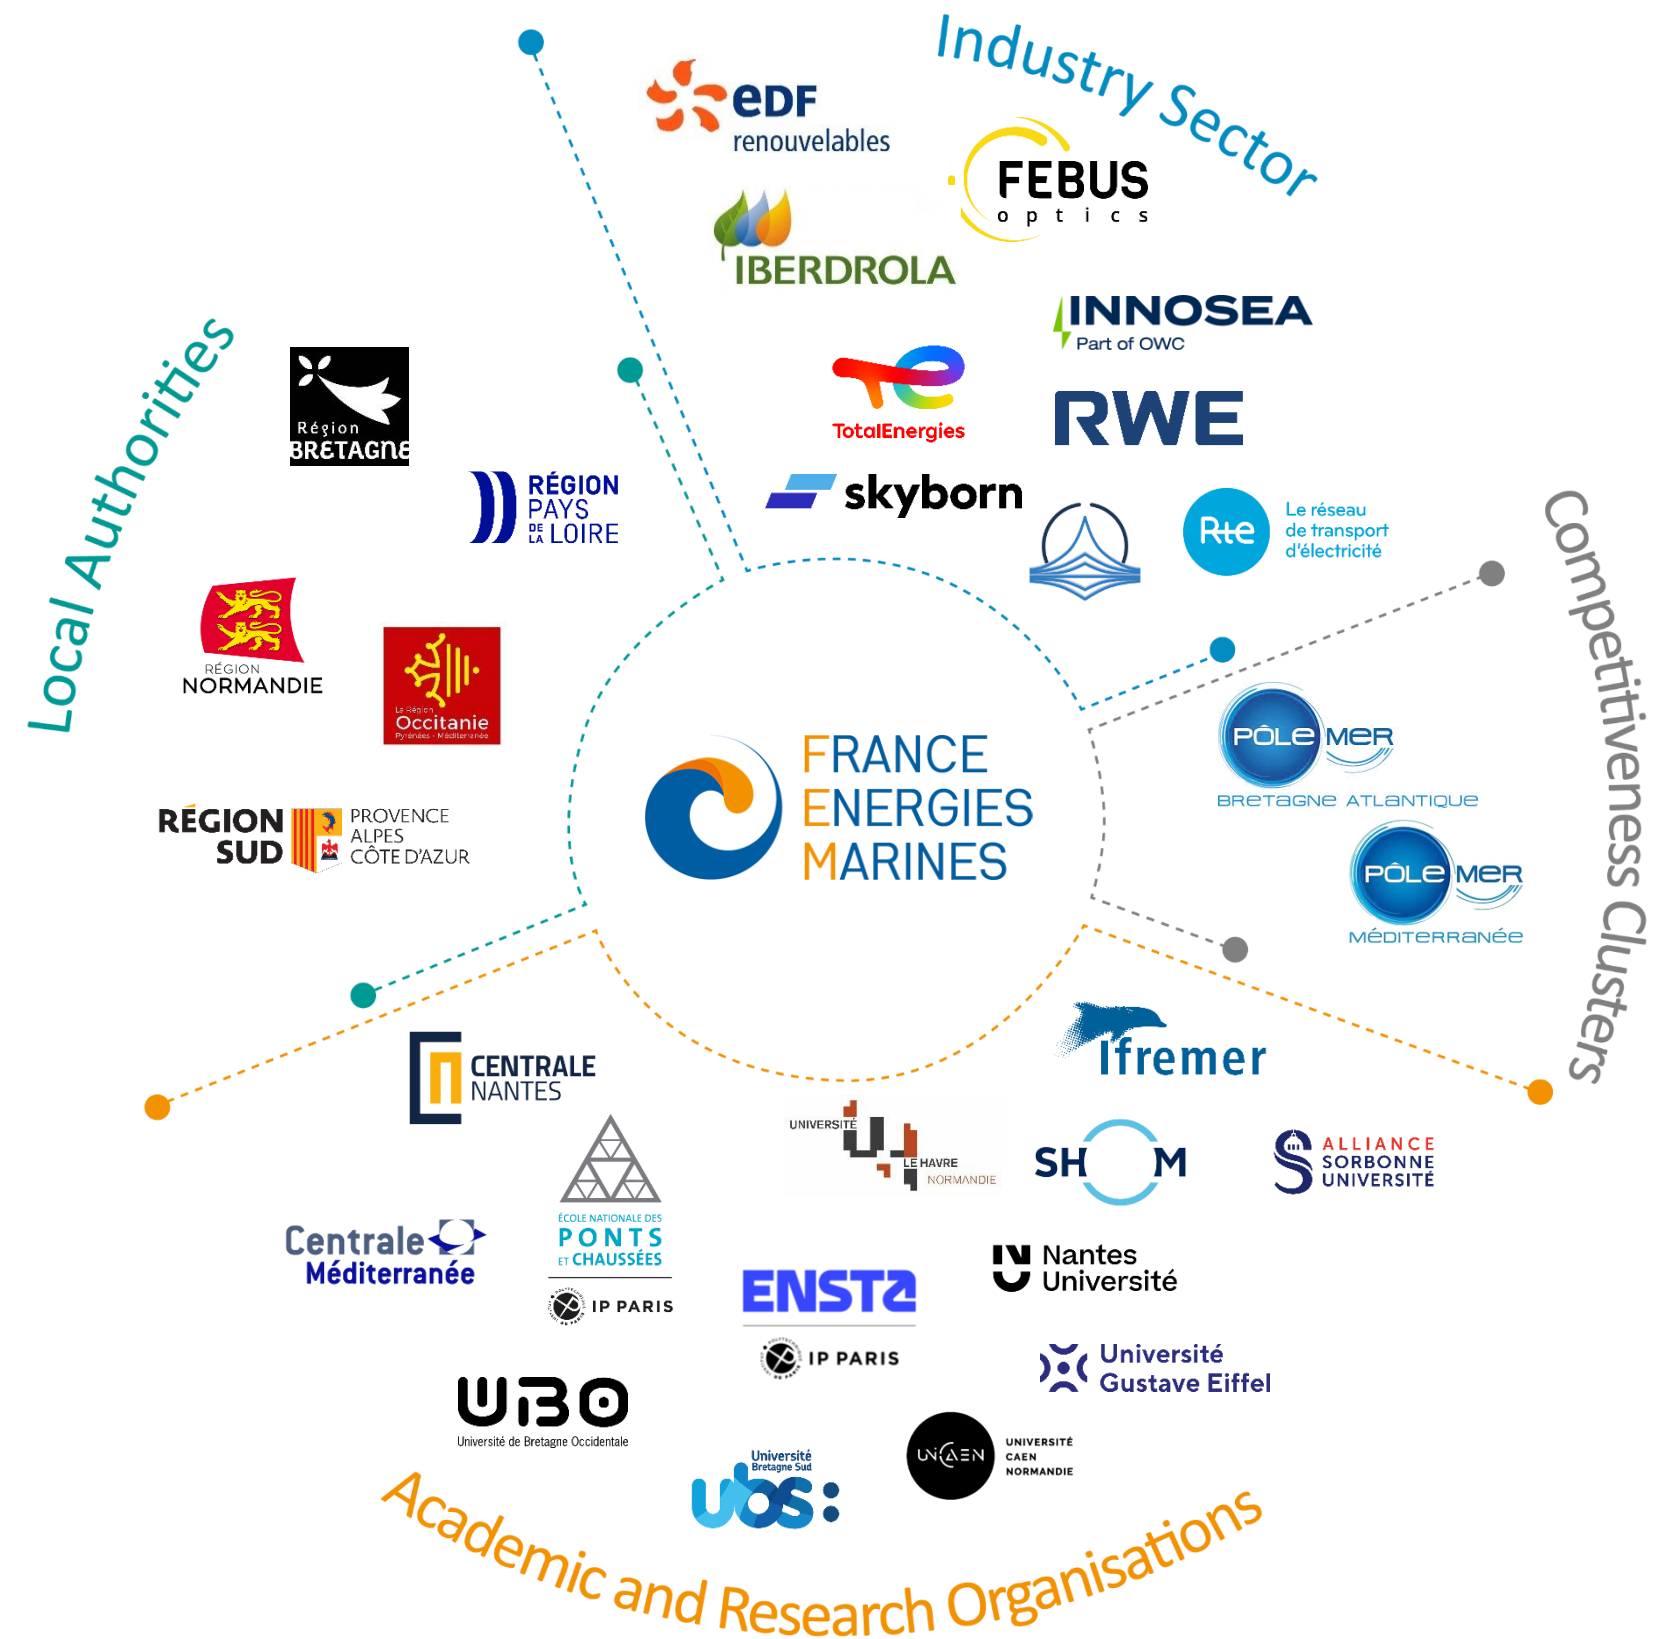 Industry Sector
eDF
renouvelables
FEBUS
optics
IBERDROLA
INNOSEA
Part of OWC
TotalEnergies
RWE
skyborn
Rte
Le réseau
de transport
d'électricité
Local Authorities
Région
BRETAGNE
RÉGION
PAYS
DE LA LOIRE
RÉGION
NORMANDIE
La Région
Occitanie
Pyrénées - Méditerranée
RÉGION
SUD
PROVENCE
ALPES
CÔTE D'AZUR
FRANCE
ENERGIES
MARINES
Competitiveness Clusters
PÔLE MER
BRETAGNE ATLANTIQUE
PÔLE MER
MÉDITERRANÉE
CENTRALE
NANTES
Ifremer
UNIVERSITÉ
LE HAVRE
NORMANDIE
SHOM
ALLIANCE
SORBONNE
UNIVERSITÉ
ÉCOLE NATIONALE DES
PONTS
ET CHAUSSÉES
IP PARIS
Centrale
Méditerranée
ENSTA
IP PARIS
Nantes
Université
Université
Gustave Eiffel
UBO
Université de Bretagne Occidentale
Université
Bretagne Sud
ubs:
UNICAEN
UNIVERSITÉ
CAEN
NORMANDIE
Academic and Research Organisations